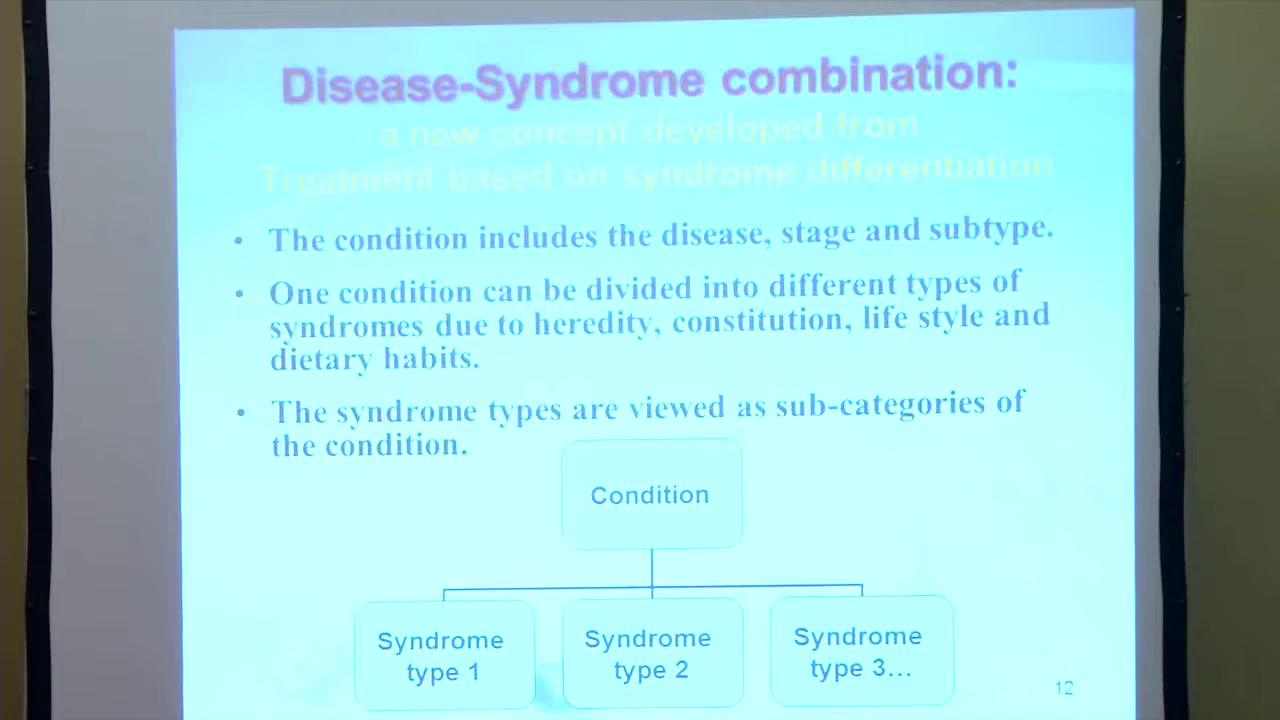 Disease-Syndrome combination:
a new concept developed from
Treatment based on syndrome differentiation
• The condition includes the disease, stage and subtype.
• One condition can be divided into different types of
syndromes due to heredity, constitution, life style and
dietary habits.
• The syndrome types are viewed as sub-categories of
the condition.
Condition
Syndrome
type 1
Syndrome
type 2
Syndrome
type 3...
12